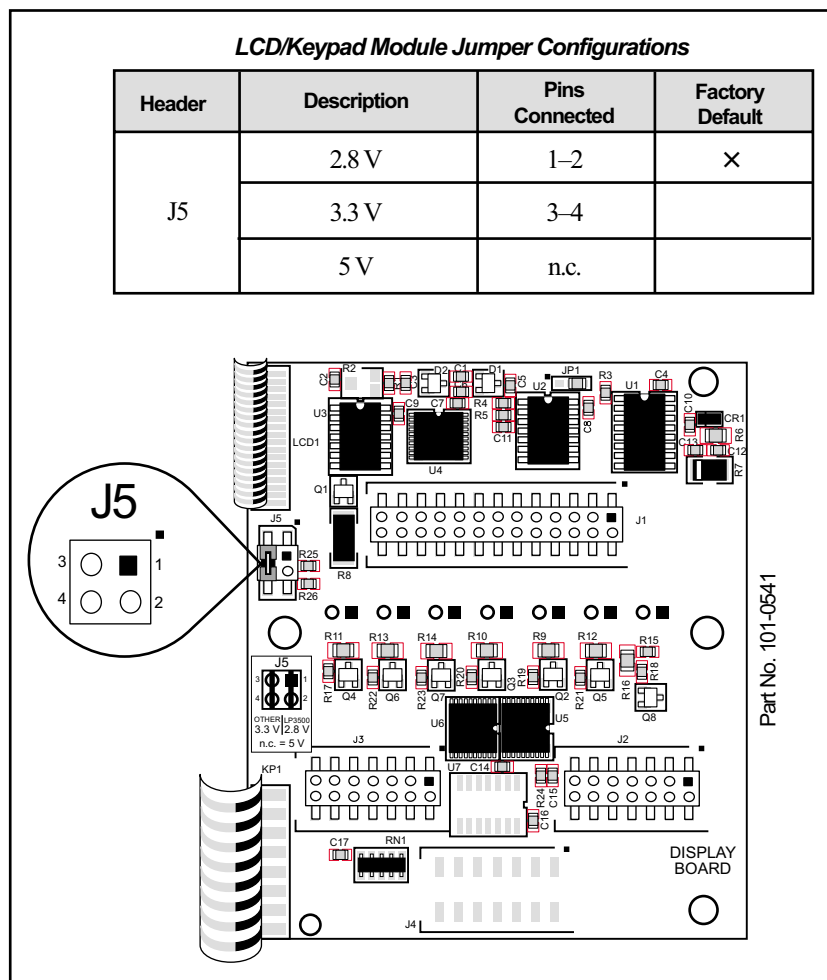 LCD/Keypad Module Jumper Configurations
Header Description Pins Connected Factory Default
J5
2.8 V 1–2 ×
3.3 V 3–4
5 V n.c.
C2
R2
C3
D2
C1
D1
C5
JP1
R3
C4
U3
C9
C7
R4
R5
U2
U1
C10
CR1
R6
LCD1
U4
C11
C8
C13
C12
R7
Q1
J5
J1
R25
R8
R26
J5
3 1
4 2
R11
R13
R14
R10
R9
R12
R15
R17
R22
R23
R20
R19
R21
R16
R18
Q4
Q6
Q7
Q3
Q2
Q5
Q8
J5
3 1
4 2
OTHER LP3500
3.3 V 2.8 V
n.c. = 5 V
U6
U5
J3
J2
KP1
U7
C14
R24
C15
C16
C17
RN1
J4
DISPLAY
BOARD
Part No. 101-0541